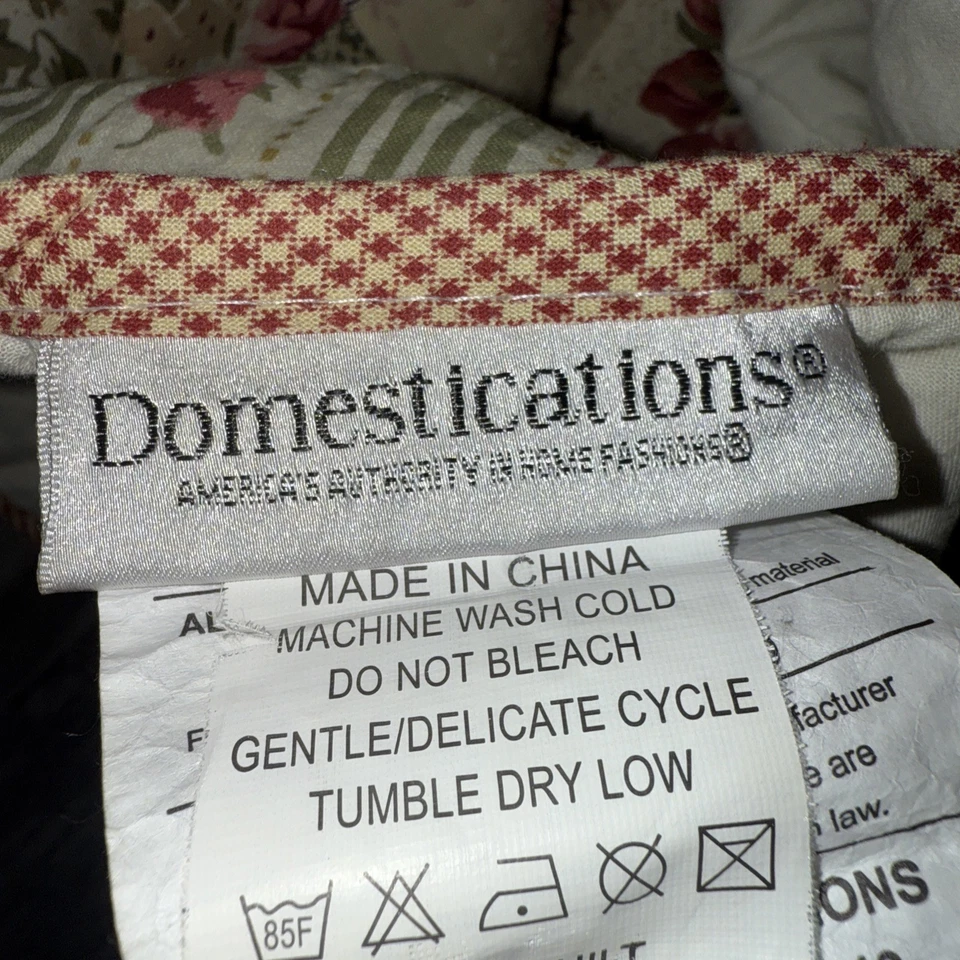 Domestications®
AMERICA'S AUTHORITY IN HOME FASHIONS®
MADE IN CHINA
MACHINE WASH COLD
DO NOT BLEACH
GENTLE/DELICATE CYCLE
TUMBLE DRY LOW
85F
material
AL
facturer
F
e are
law.
ONS